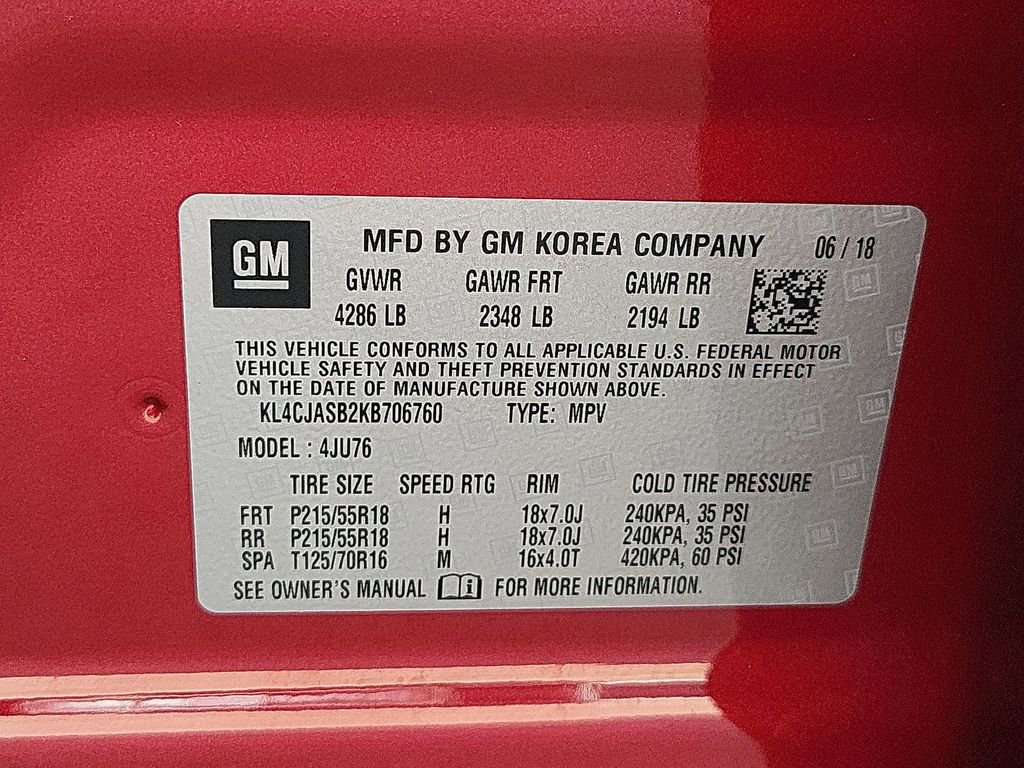 GM MFD BY GM KOREA COMPANY 06 / 18
GVWR GAWR FRT GAWR RR
4286 LB 2348 LB 2194 LB
THIS VEHICLE CONFORMS TO ALL APPLICABLE U.S. FEDERAL MOTOR
VEHICLE SAFETY AND THEFT PREVENTION STANDARDS IN EFFECT
ON THE DATE OF MANUFACTURE SHOWN ABOVE.
KL4CJASB2KB706760 TYPE: MPV
MODEL : 4JU76
TIRE SIZE SPEED RTG RIM COLD TIRE PRESSURE
FRT P215/55R18 H 18x7.0J 240KPA, 35 PSI
RR P215/55R18 H 18x7.0J 240KPA, 35 PSI
SPA T125/70R16 M 16x4.0T 420KPA, 60 PSI
SEE OWNER'S MANUAL i FOR MORE INFORMATION.